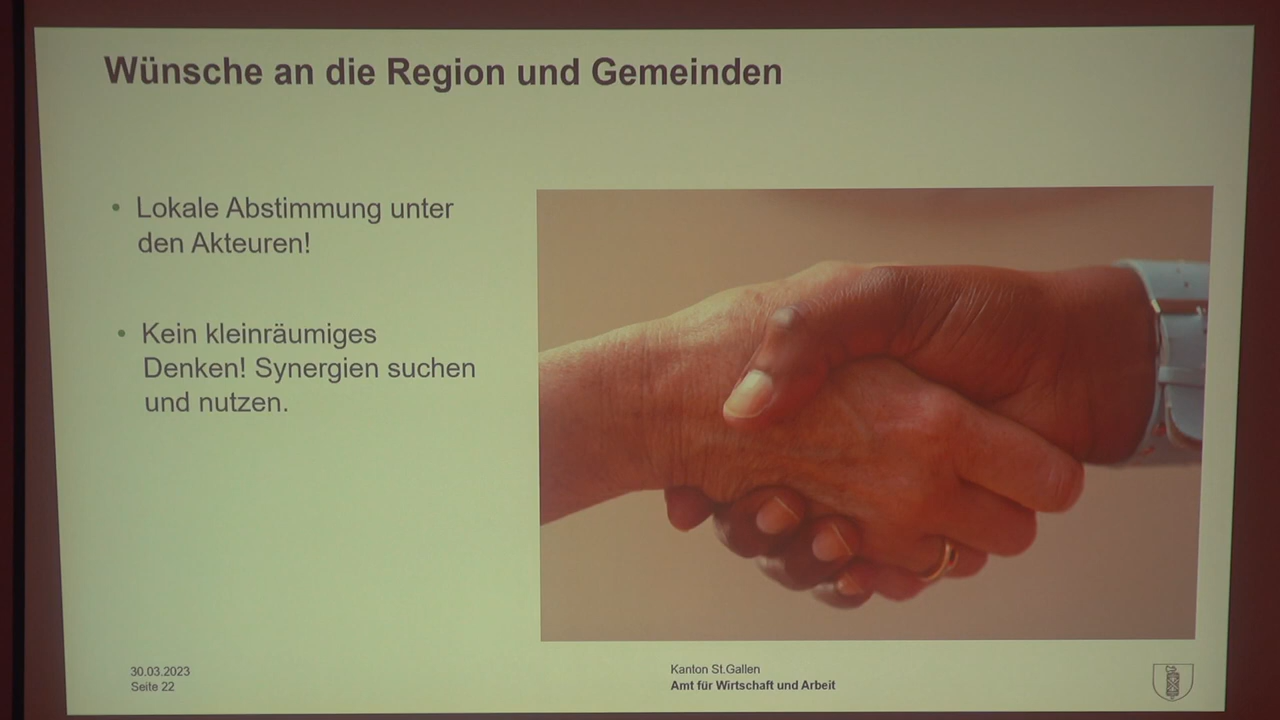 Wünsche an die Region und Gemeinden
• Lokale Abstimmung unter
den Akteuren!
• Kein kleinräumiges
Denken! Synergien suchen
und nutzen.
30.03.2023
Seite 22
Kanton St.Gallen
Amt für Wirtschaft und Arbeit